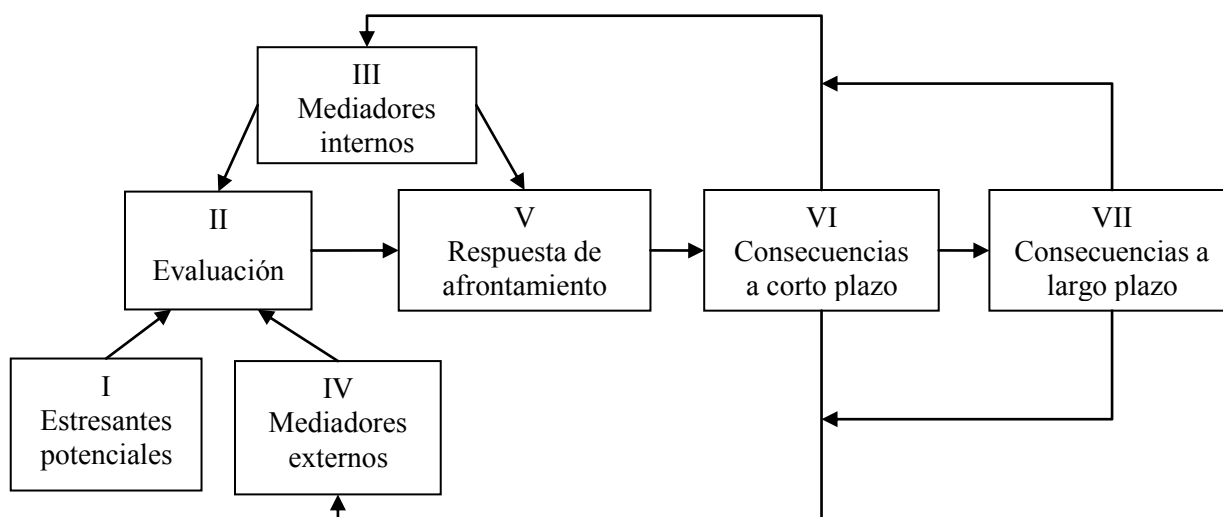 III
Mediadores
internos
II
Evaluación
V
Respuesta de
afrontamiento
VI
Consecuencias
a corto plazo
VII
Consecuencias a
largo plazo
I
Estresantes
potenciales
IV
Mediadores
externos